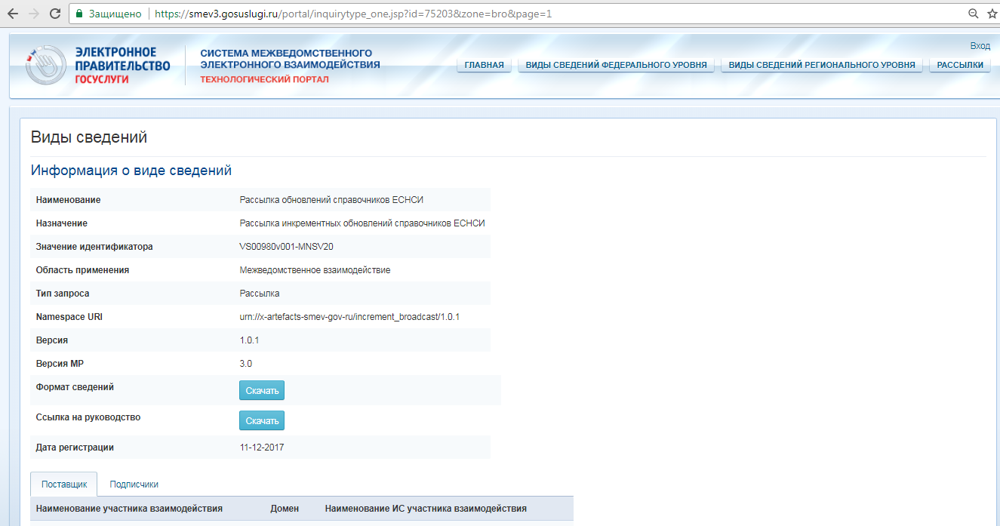 Защищено https://smev3.gosuslugi.ru/portal/inquirytype_one.jsp?id=75203&zone=bro&page=1
Вход
ЭЛЕКТРОННОЕ
ПРАВИТЕЛЬСТВО
ГОСУСЛУГИ
СИСТЕМА МЕЖВЕДОМСТВЕННОГО
ЭЛЕКТРОННОГО ВЗАИМОДЕЙСТВИЯ
ТЕХНОЛОГИЧЕСКИЙ ПОРТАЛ
ГЛАВНАЯ ВИДЫ СВЕДЕНИЙ ФЕДЕРАЛЬНОГО УРОВНЯ ВИДЫ СВЕДЕНИЙ РЕГИОНАЛЬНОГО УРОВНЯ РАССЫЛКИ
Виды сведений
Информация о виде сведений
Наименование Рассылка обновлений справочников ЕСНСИ
Назначение Рассылка инкрементных обновлений справочников ЕСНСИ
Значение идентификатора VS00980v001-MNSV20
Область применения Межведомственное взаимодействие
Тип запроса Рассылка
Namespace URI urn://x-artefacts-smev-gov-ru/increment_broadcast/1.0.1
Версия 1.0.1
Версия МР 3.0
Формат сведений Скачать
Ссылка на руководство Скачать
Дата регистрации 11-12-2017
Поставщик Подписчики
Наименование участника взаимодействия Домен Наименование ИС участника взаимодействия